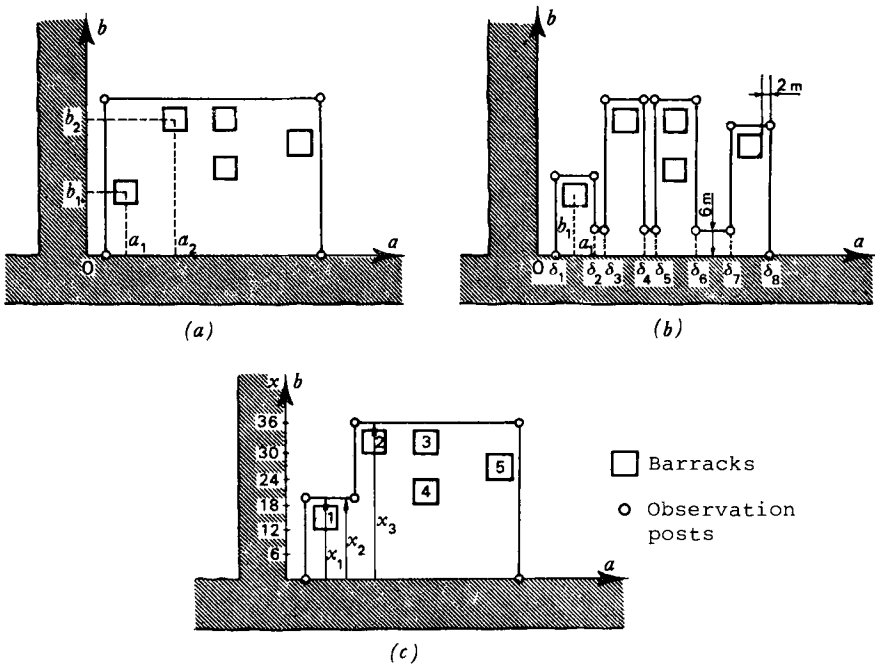 b
b₂
b₁
a₁
a₂
0
a
(a)
b
2 m
6 m
b₁
a₁
0 δ₁ δ₂ δ₃ δ₄ δ₅ δ₆ δ₇ δ₈
a
(b)
x b
36
30
24
18
12
6
2
3
5
4
1
x₁
x₂
x₃
a
(c)
Barracks
Observation
posts